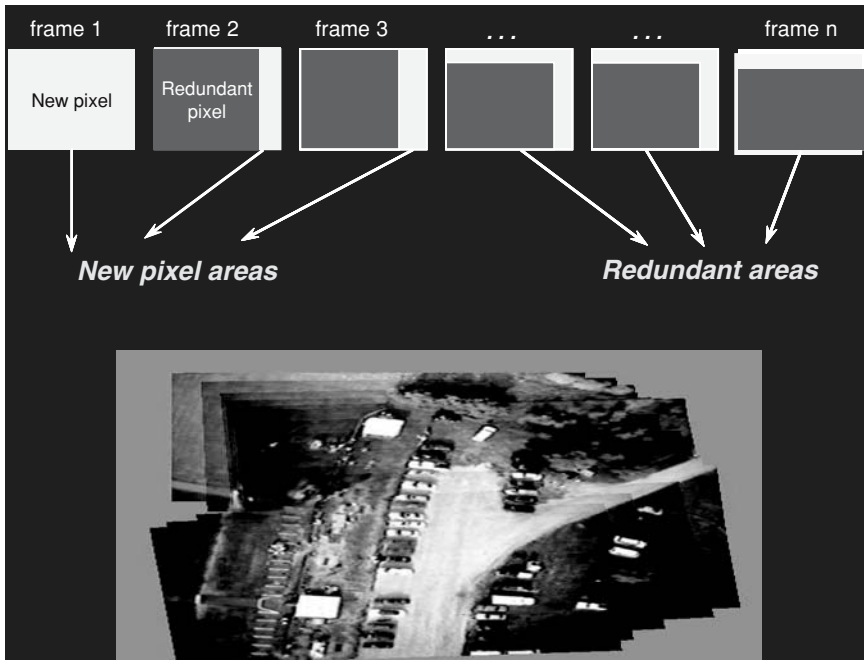 frame 1 frame 2 frame 3 ... ... frame n
New pixel
Redundant
pixel
New pixel areas
Redundant areas